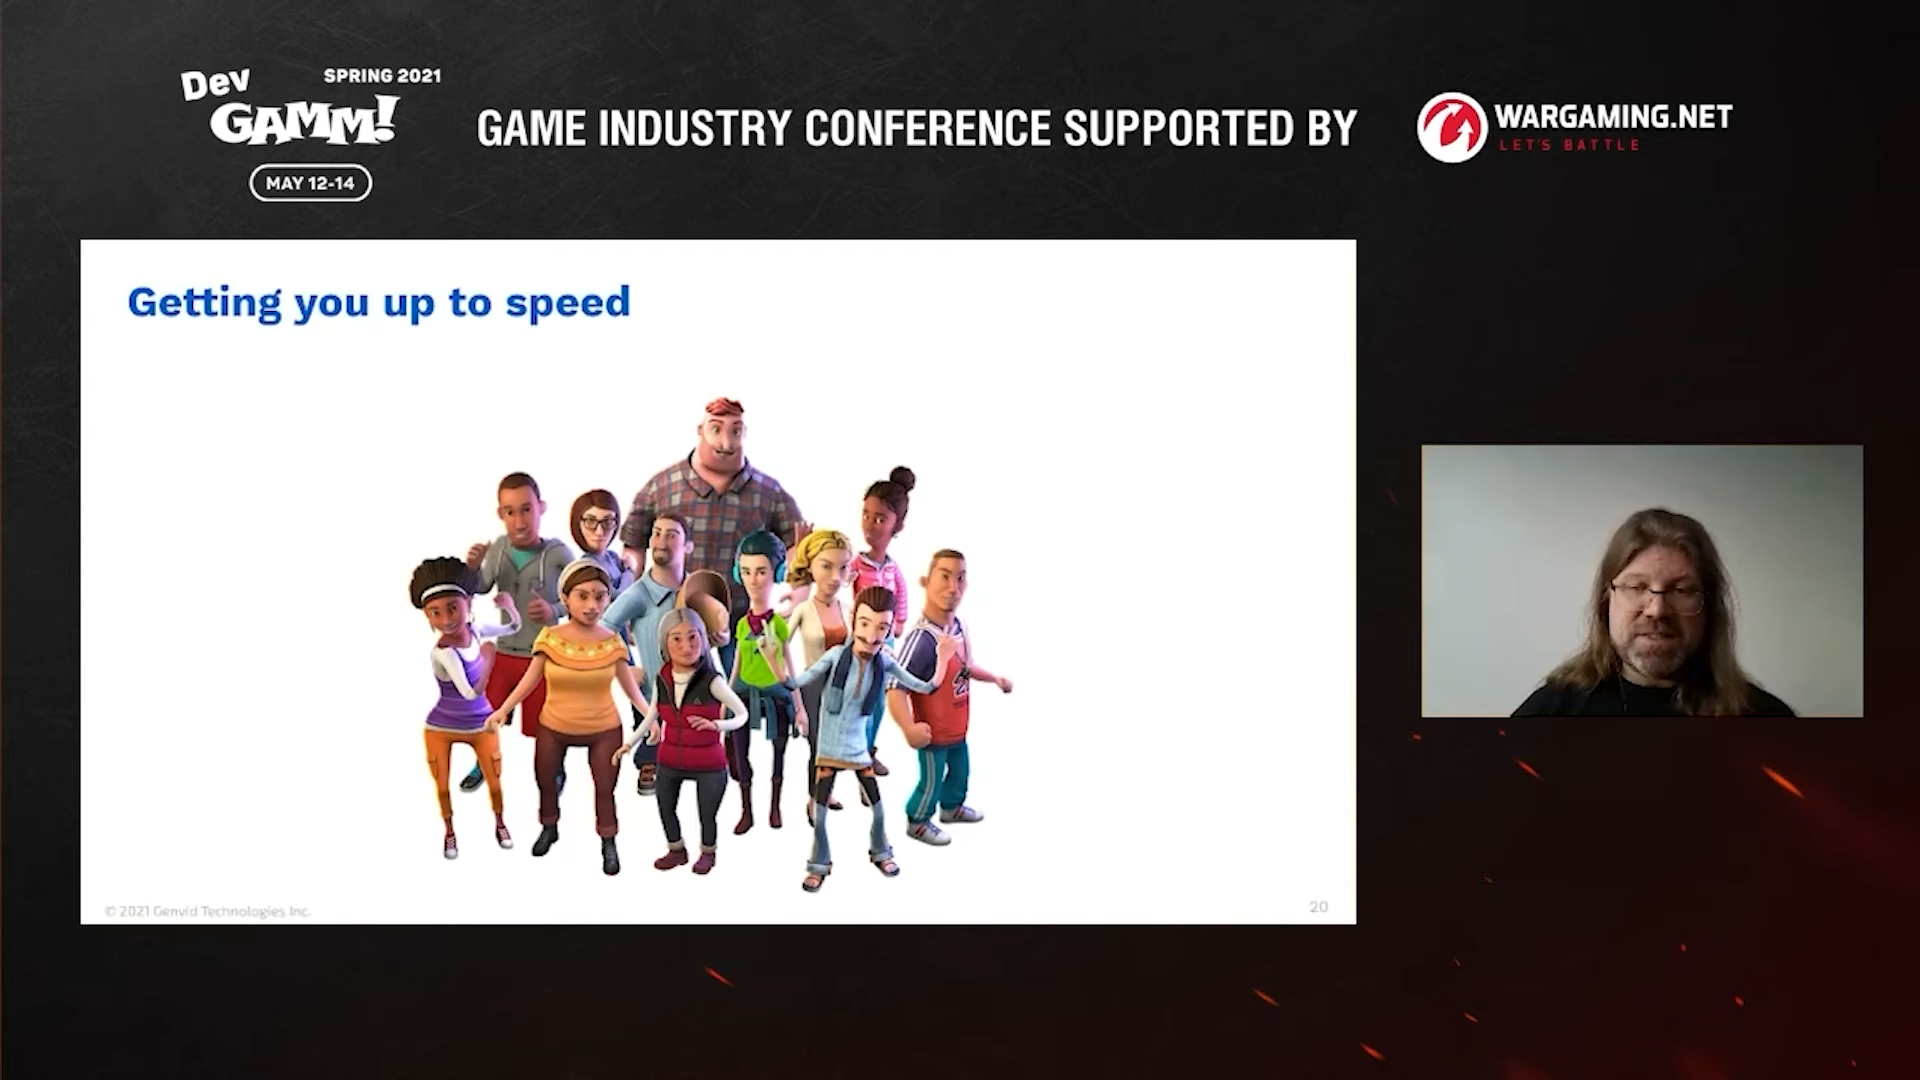 Dev
SPRING 2021
GAMM!
MAY 12-14
GAME INDUSTRY CONFERENCE SUPPORTED BY
WARGAMING.NET
LET'S BATTLE
Getting you up to speed
© 2021 Genvid Technologies Inc.
20